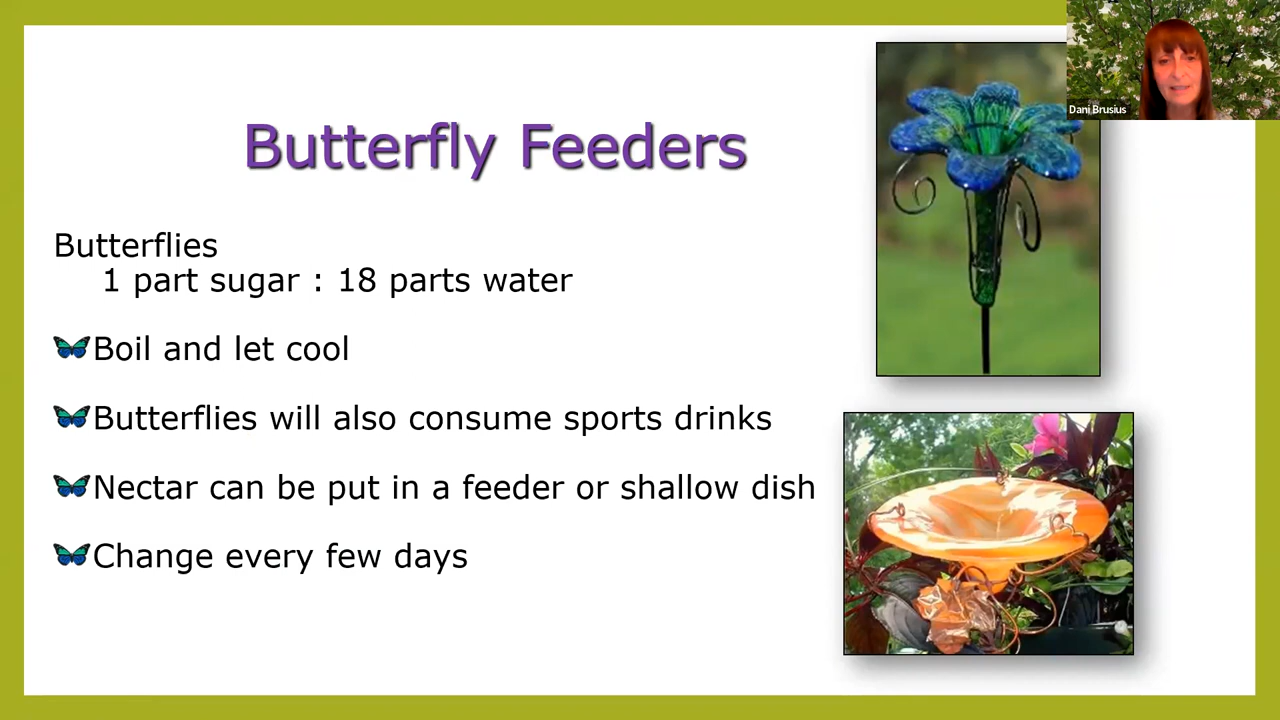 Dani Brusius
Butterfly Feeders
Butterflies
1 part sugar : 18 parts water
Boil and let cool
Butterflies will also consume sports drinks
Nectar can be put in a feeder or shallow dish
Change every few days